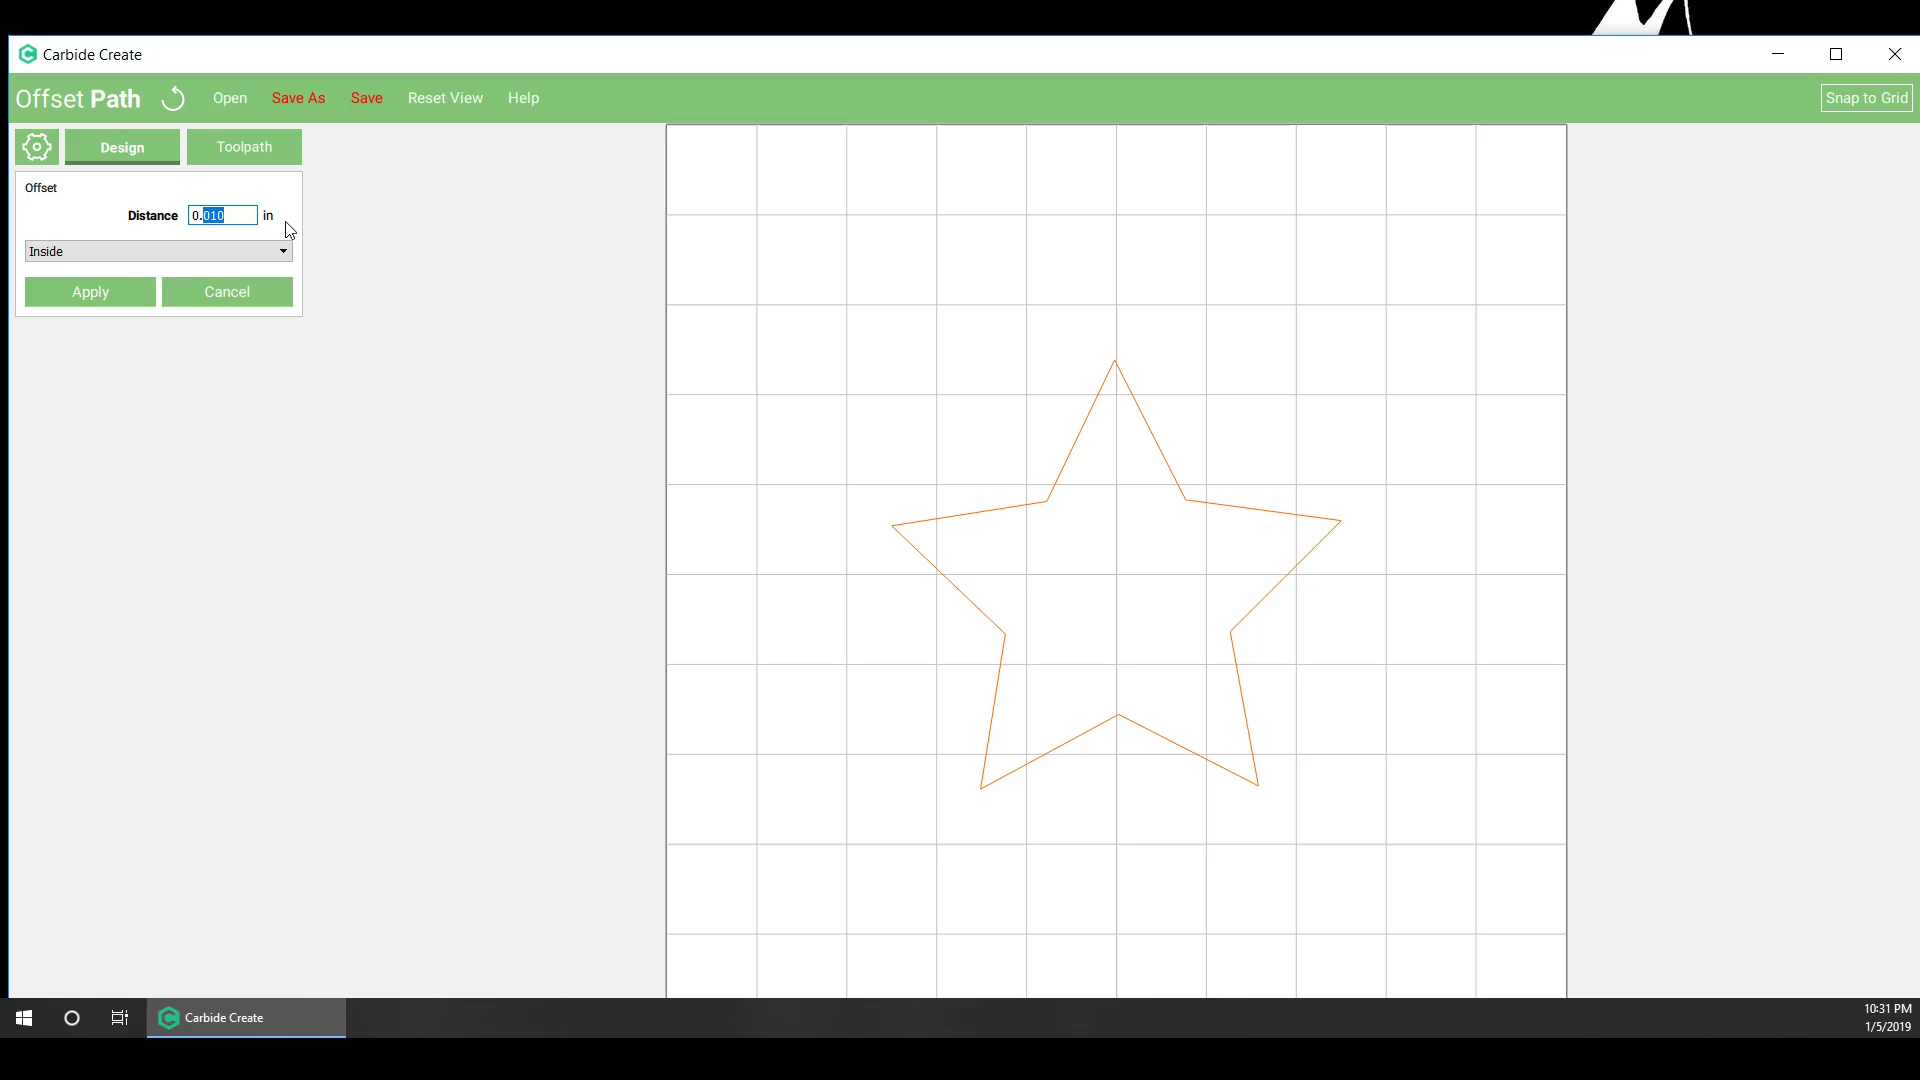 Carbide Create
Offset Path
Open
Save As
Save
Reset View
Help
Snap to Grid
Design
Toolpath
Offset
Distance 0.010 in
Inside
Apply
Cancel
Carbide Create
10:31 PM
1/5/2019